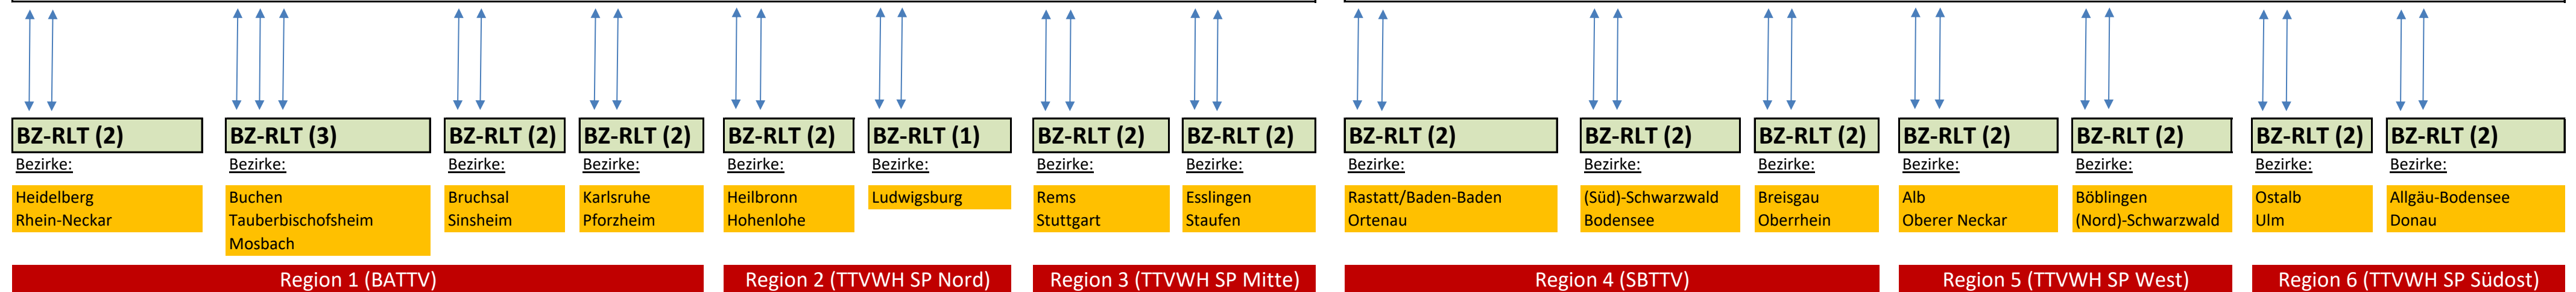 BZ-RLT (2)
Bezirke:
Heidelberg
Rhein-Neckar
BZ-RLT (3)
Bezirke:
Buchen
Tauberbischofsheim
Mosbach
BZ-RLT (2)
Bezirke:
Bruchsal
Sinsheim
BZ-RLT (2)
Bezirke:
Karlsruhe
Pforzheim
Region 1 (BATTV)
BZ-RLT (2)
Bezirke:
Heilbronn
Hohenlohe
BZ-RLT (1)
Bezirke:
Ludwigsburg
Region 2 (TTVWH SP Nord)
BZ-RLT (2)
Bezirke:
Rems
Stuttgart
BZ-RLT (2)
Bezirke:
Esslingen
Staufen
Region 3 (TTVWH SP Mitte)
BZ-RLT (2)
Bezirke:
Rastatt/Baden-Baden
Ortenau
BZ-RLT (2)
Bezirke:
(Süd)-Schwarzwald
Bodensee
BZ-RLT (2)
Bezirke:
Breisgau
Oberrhein
Region 4 (SBTTV)
BZ-RLT (2)
Bezirke:
Alb
Oberer Neckar
BZ-RLT (2)
Bezirke:
Böblingen
(Nord)-Schwarzwald
Region 5 (TTVWH SP West)
BZ-RLT (2)
Bezirke:
Ostalb
Ulm
BZ-RLT (2)
Bezirke:
Allgäu-Bodensee
Donau
Region 6 (TTVWH SP Südost)